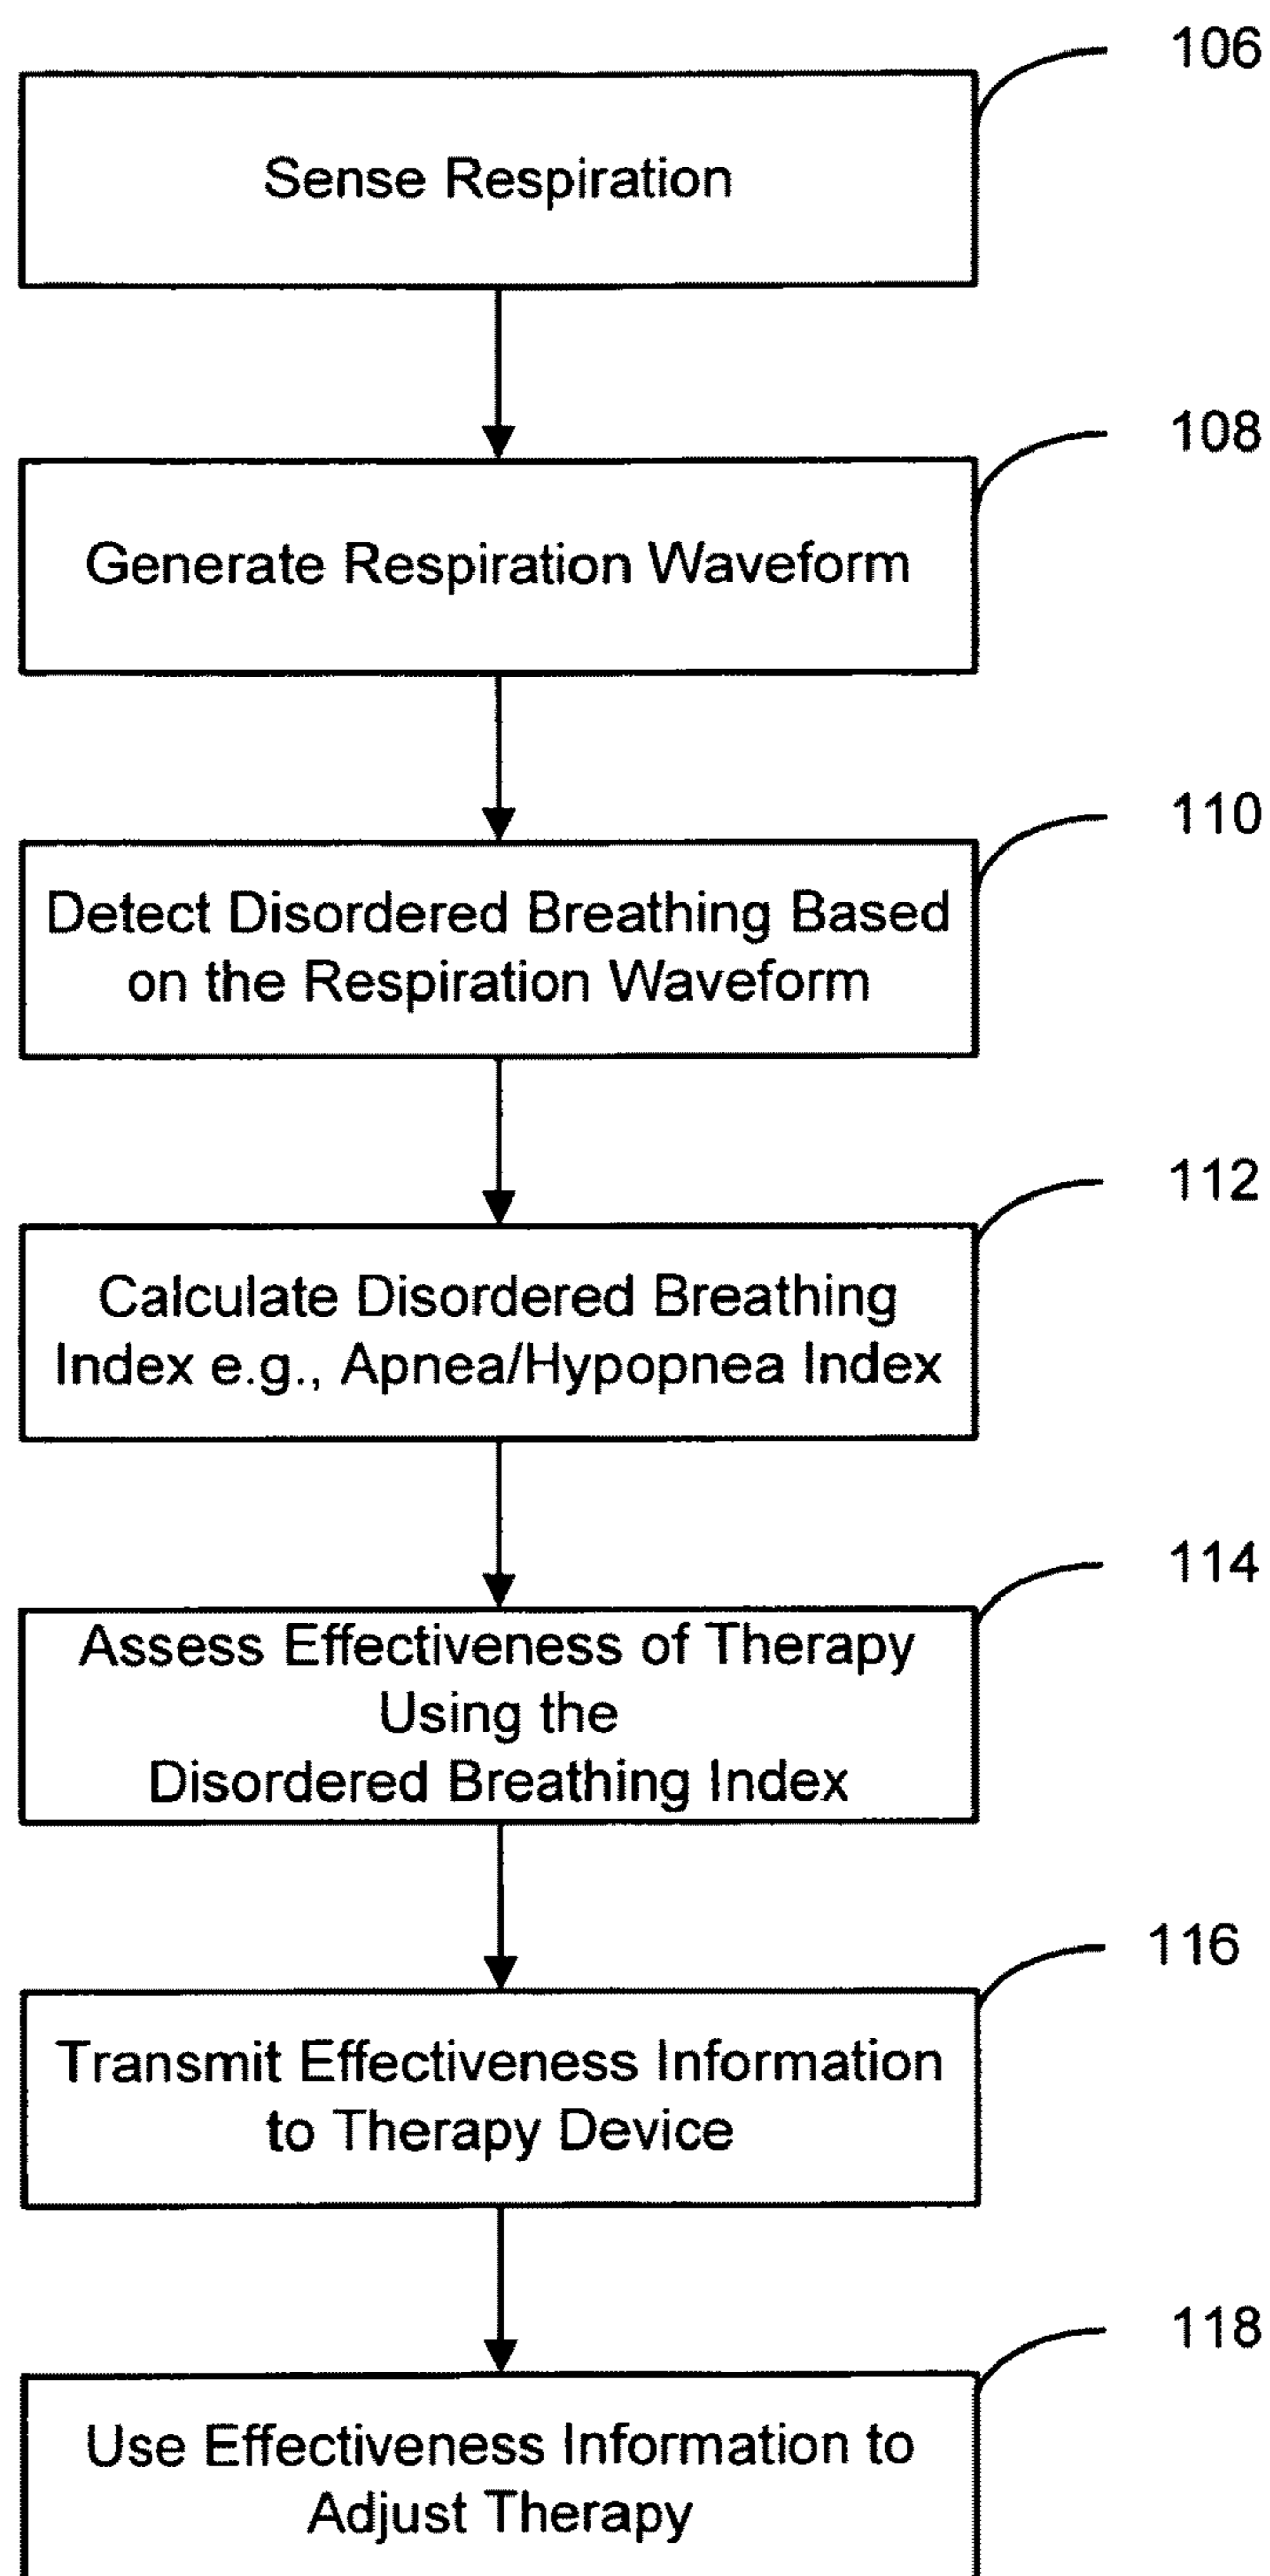 106
Sense Respiration
108
Generate Respiration Waveform
110
Detect Disordered Breathing Based
on the Respiration Waveform
112
Calculate Disordered Breathing
Index e.g., Apnea/Hypopnea Index
114
Assess Effectiveness of Therapy
Using the
Disordered Breathing Index
116
Transmit Effectiveness Information
to Therapy Device
118
Use Effectiveness Information to
Adjust Therapy